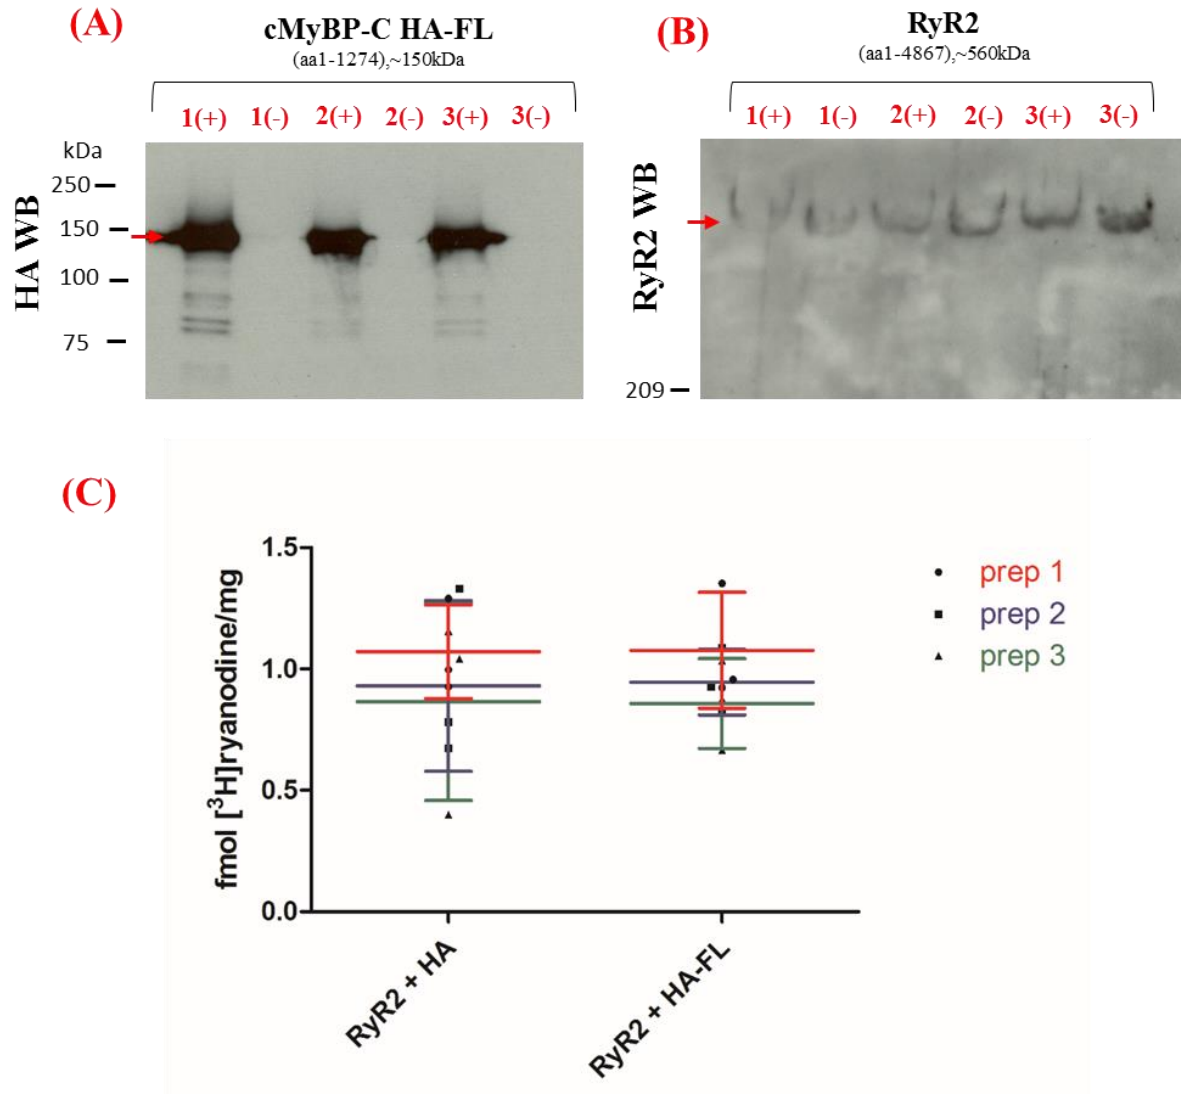 (A)
cMyBP-C HA-FL
(aa1-1274),~150kDa
1(+) 1(-) 2(+) 2(-) 3(+) 3(-)
kDa
250
150
100
75
HA WB
(B)
RyR2
(aa1-4867),~560kDa
1(+) 1(-) 2(+) 2(-) 3(+) 3(-)
RyR2 WB
209
(C)
1.5
1.0
0.5
0.0
fmol [³H]ryanodine/mg
RyR2 + HA
RyR2 + HA-FL
prep 1
prep 2
prep 3